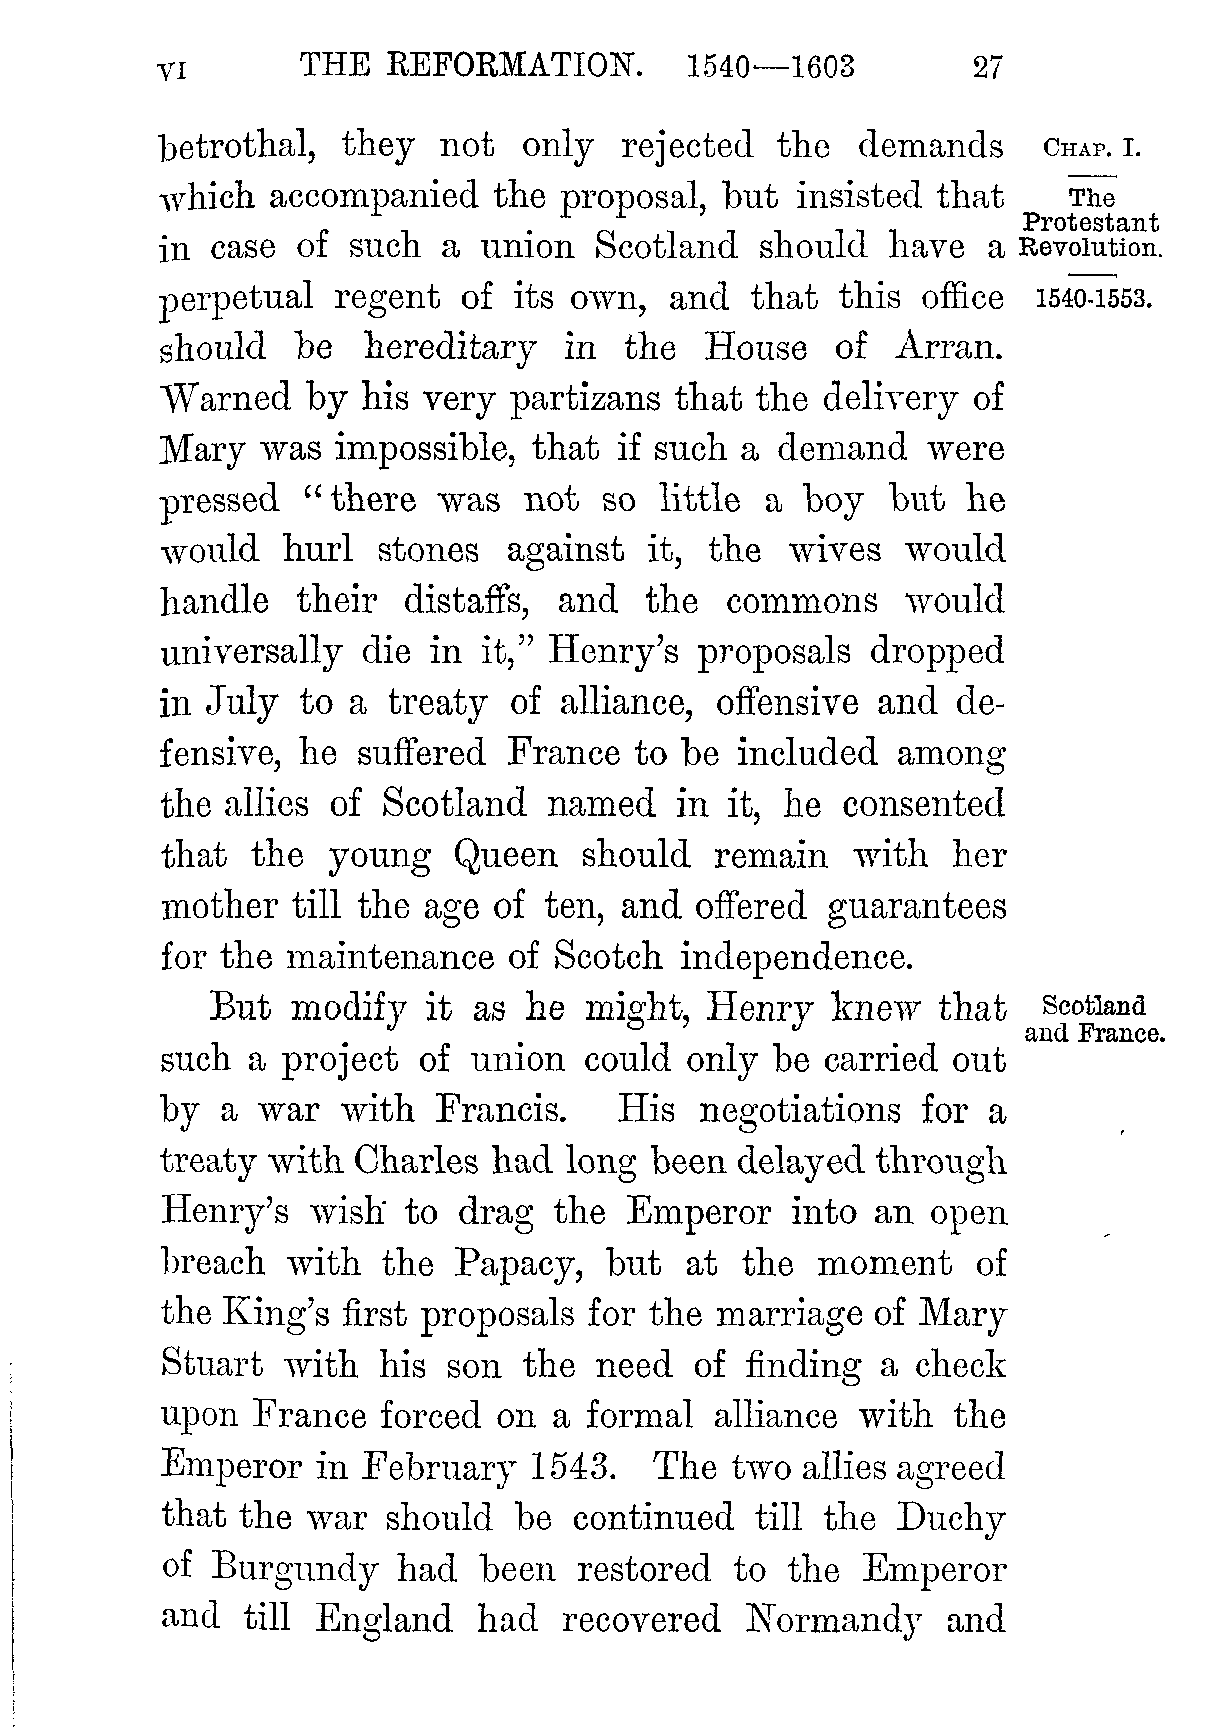 VI THE REFORMATION. 1540—1603 27
betrothal, they not only rejected the demands
which accompanied the proposal, but insisted that
in case of such a union Scotland should have a
perpetual regent of its own, and that this office
should be hereditary in the House of Arran.
Warned by his very partizans that the delivery of
Mary was impossible, that if such a demand were
pressed “there was not so little a boy but he
would hurl stones against it, the wives would
handle their distaffs, and the commons would
universally die in it,” Henry's proposals dropped
in July to a treaty of alliance, offensive and de-
fensive, he suffered France to be included among
the allies of Scotland named in it, he consented
that the young Queen should remain with her
mother till the age of ten, and offered guarantees
for the maintenance of Scotch independence.
But modify it as he might, Henry knew that
such a project of union could only be carried out
by a war with Francis. His negotiations for a
treaty with Charles had long been delayed through
Henry's wish to drag the Emperor into an open
breach with the Papacy, but at the moment of
the King's first proposals for the marriage of Mary
Stuart with his son the need of finding a check
upon France forced on a formal alliance with the
Emperor in February 1543. The two allies agreed
that the war should be continued till the Duchy
of Burgundy had been restored to the Emperor
and till England had recovered Normandy and
CHAP. I.
The
Protestant
Revolution.
1540-1553.
Scotland
and France.